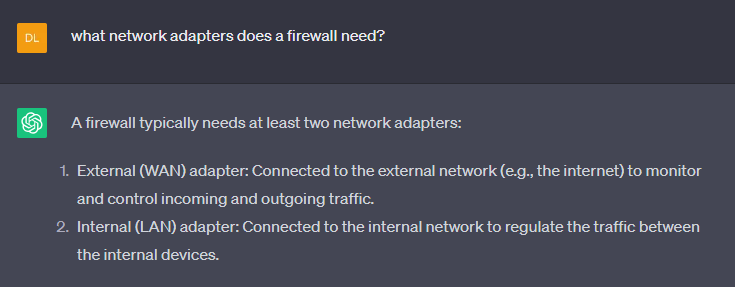 DL
what network adapters does a firewall need?
A firewall typically needs at least two network adapters:
1. External (WAN) adapter: Connected to the external network (e.g., the internet) to monitor
and control incoming and outgoing traffic.
2. Internal (LAN) adapter: Connected to the internal network to regulate the traffic between
the internal devices.